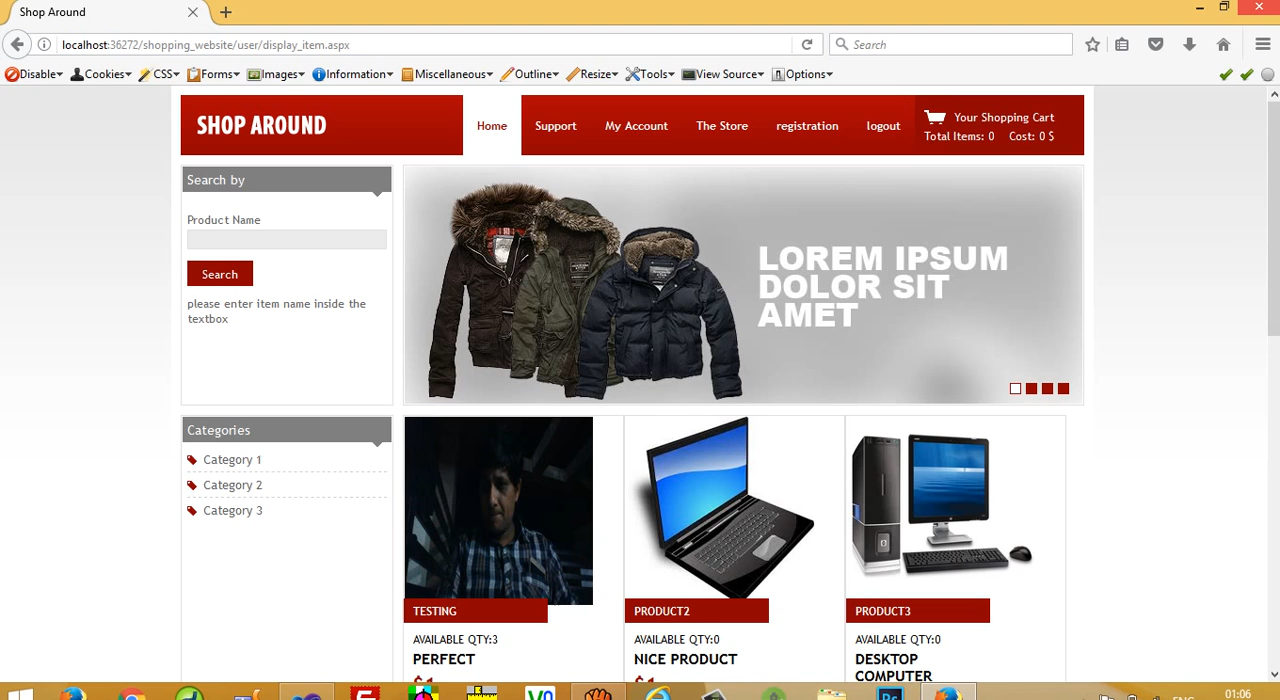 Shop Around
localhost:36272/shopping_website/user/display_item.aspx
Search
Disable Cookies CSS Forms Images Information Miscellaneous Outline Resize Tools View Source Options
SHOP AROUND
Home Support My Account The Store registration logout
Your Shopping Cart
Total Items: 0 Cost: 0 $
Search by
Product Name
Search
please enter item name inside the
textbox
LOREM IPSUM
DOLOR SIT
AMET
Categories
Category 1
Category 2
Category 3
TESTING
AVAILABLE QTY:3
PERFECT
PRODUCT2
AVAILABLE QTY:0
NICE PRODUCT
PRODUCT3
AVAILABLE QTY:0
DESKTOP
COMPUTER
01:06